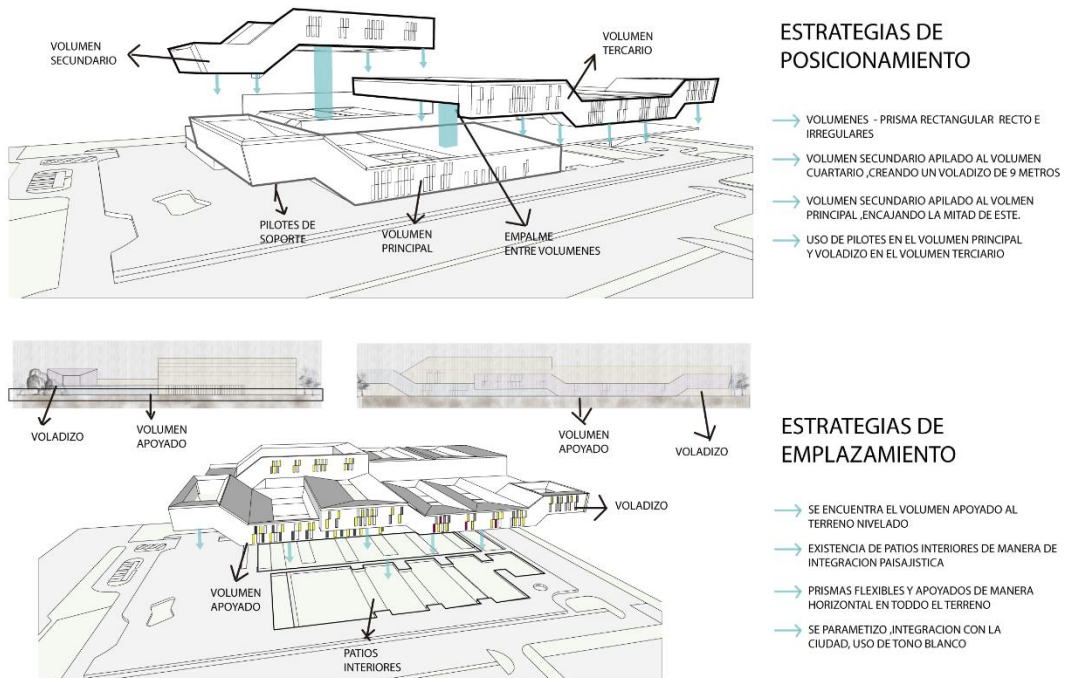 VOLUMEN
SECUNDARIO
VOLUMEN
TERCARIO
PILOTES DE
SOPORTE
VOLUMEN
PRINCIPAL
EMPALME
ENTRE VOLUMENES
ESTRATEGIAS DE
POSICIONAMIENTO
VOLUMENES - PRISMA RECTANGULAR RECTO E
IRREGULARES
VOLUMEN SECUNDARIO APILADO AL VOLUMEN
CUARTARIO ,CREANDO UN VOLADIZO DE 9 METROS
VOLUMEN SECUNDARIO APILADO AL VOLMEN
PRINCIPAL ,ENCAJANDO LA MITAD DE ESTE.
USO DE PILOTES EN EL VOLUMEN PRINCIPAL
Y VOLADIZO EN EL VOLUMEN TERCIARIO
VOLADIZO
VOLUMEN
APOYADO
VOLUMEN
APOYADO
VOLADIZO
VOLADIZO
VOLUMEN
APOYADO
PATIOS
INTERIORES
ESTRATEGIAS DE
EMPLAZAMIENTO
SE ENCUENTRA EL VOLUMEN APOYADO AL
TERRENO NIVELADO
EXISTENCIA DE PATIOS INTERIORES DE MANERA DE
INTEGRACION PAISAJISTICA
PRISMAS FLEXIBLES Y APOYADOS DE MANERA
HORIZONTAL EN TODDO EL TERRENO
SE PARAMETIZO ,INTEGRACION CON LA
CIUDAD, USO DE TONO BLANCO